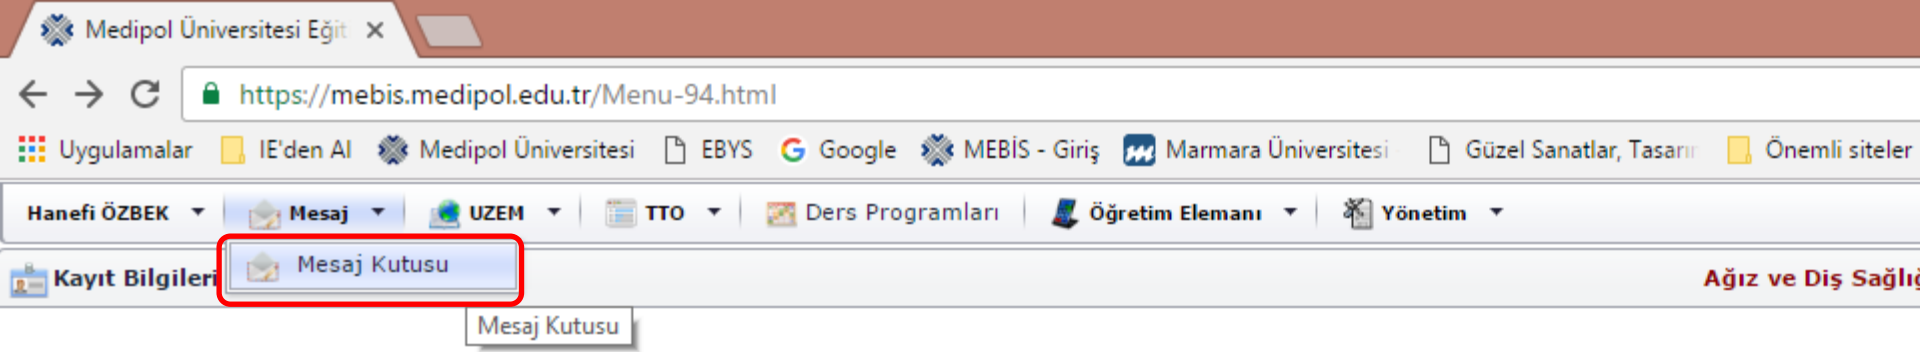 Medipol Üniversitesi Eğit
https://mebis.medipol.edu.tr/Menu-94.html
Uygulamalar IE'den Al Medipol Üniversitesi EBYS Google MEBİS - Giriş Marmara Üniversitesi Güzel Sanatlar, Tasarım Önemli siteler
Hanefi ÖZBEK Mesaj UZEM TTO Ders Programları Öğretim Elemanı Yönetim
Mesaj Kutusu
Kayıt Bilgileri Ağız ve Diş Sağlığ
Mesaj Kutusu